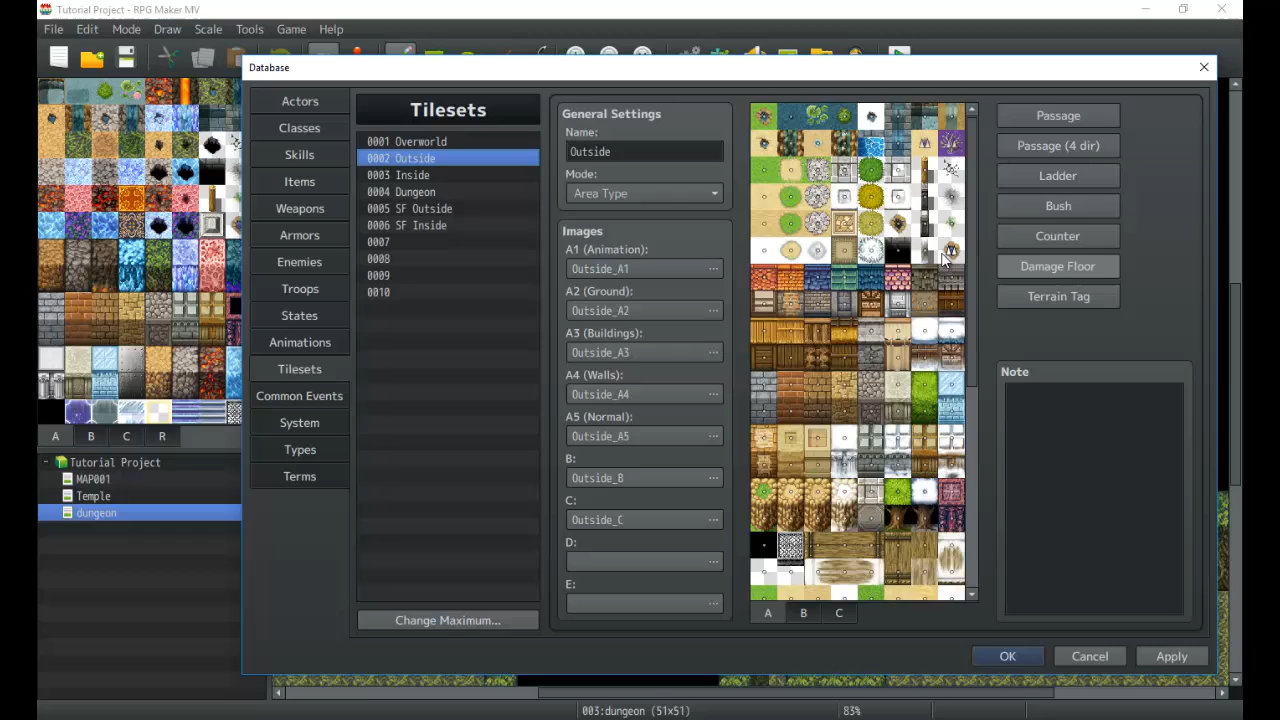 Tutorial Project - RPG Maker MV
File Edit Mode Draw Scale Tools Game Help
Database
Actors
Classes
Skills
Items
Weapons
Armors
Enemies
Troops
States
Animations
Tilesets
Common Events
System
Types
Terms
Tilesets
0001 Overworld
0002 Outside
0003 Inside
0004 Dungeon
0005 SF Outside
0006 SF Inside
0007
0008
0009
0010
Change Maximum...
General Settings
Name:
Outside
Mode:
Area Type
Images
A1 (Animation):
Outside_A1 ...
A2 (Ground):
Outside_A2 ...
A3 (Buildings):
Outside_A3 ...
A4 (Walls):
Outside_A4 ...
A5 (Normal):
Outside_A5 ...
B:
Outside_B ...
C:
Outside_C ...
D:
...
E:
...
A B C
Passage
Passage (4 dir)
Ladder
Bush
Counter
Damage Floor
Terrain Tag
Note
OK Cancel Apply
A B C R
Tutorial Project
MAP001
Temple
dungeon
003:dungeon (51x51) 83%